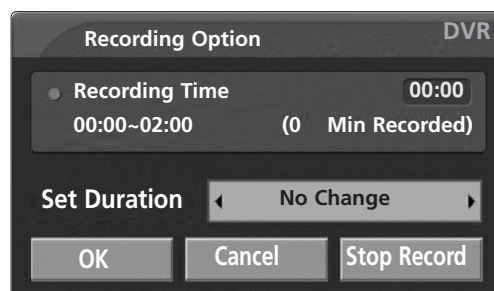 Recording Option DVR
Recording Time 00:00
00:00~02:00 (0 Min Recorded)
Set Duration No Change
OK Cancel Stop Record